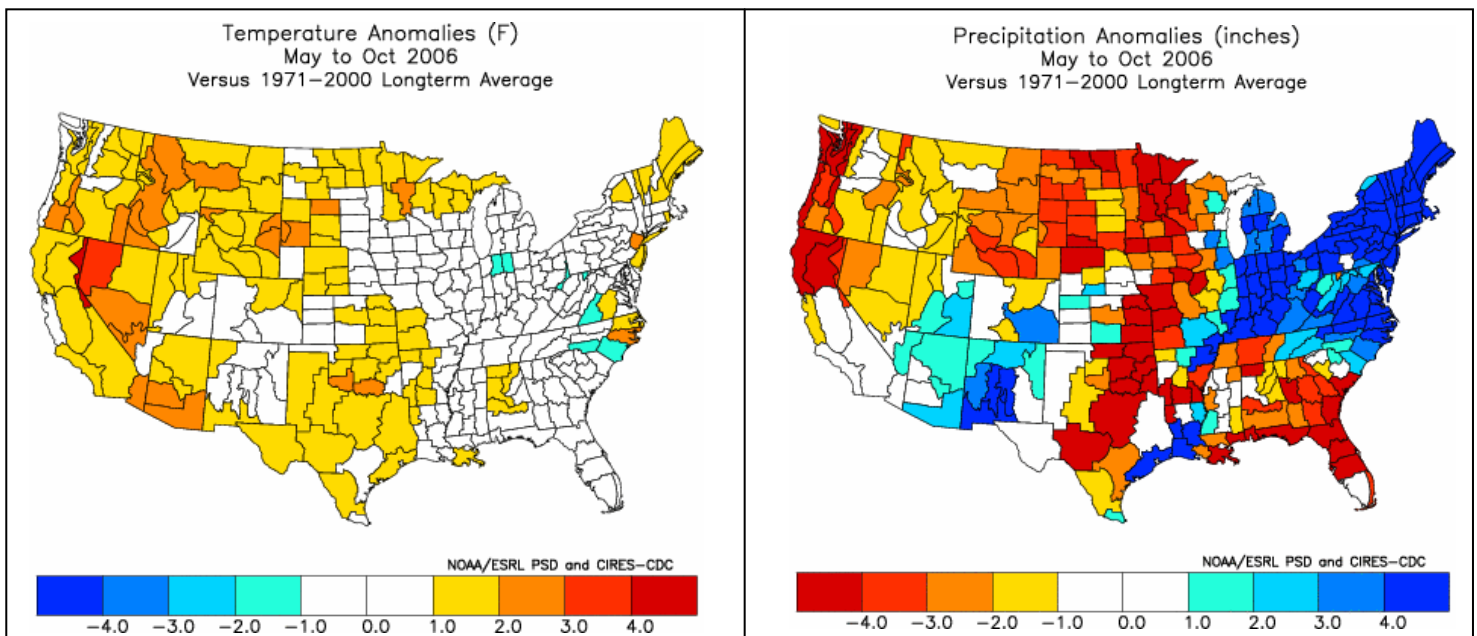 Temperature Anomalies (F)
May to Oct 2006
Versus 1971-2000 Longterm Average
NOAA/ESRL PSD and CIRES-CDC
-4.0 -3.0 -2.0 -1.0 0.0 1.0 2.0 3.0 4.0
Precipitation Anomalies (inches)
May to Oct 2006
Versus 1971-2000 Longterm Average
NOAA/ESRL PSD and CIRES-CDC
-4.0 -3.0 -2.0 -1.0 0.0 1.0 2.0 3.0 4.0